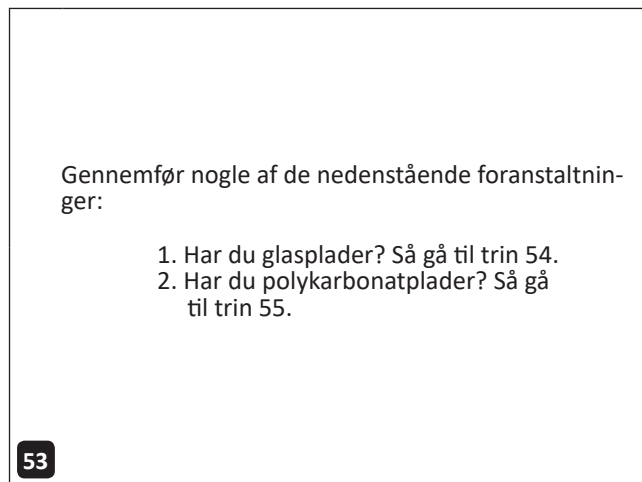 Gennemfør nogle af de nedenstående foranstaltnin-
ger:
1. Har du glasplader? Så gå til trin 54.
2. Har du polykarbonatplader? Så gå
til trin 55.
53